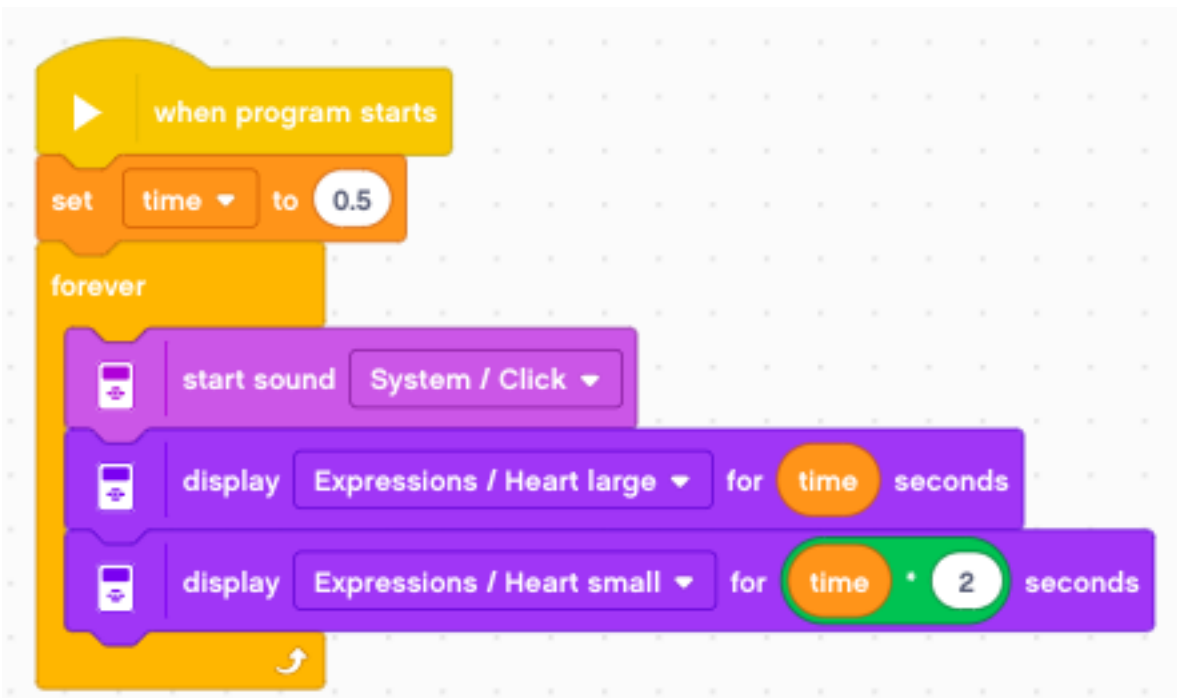 when program starts
set time to 0.5
forever
start sound System / Click
display Expressions / Heart large for time seconds
display Expressions / Heart small for time * 2 seconds